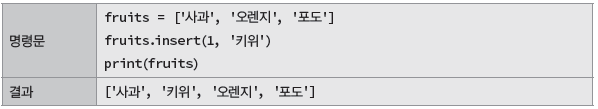 명령문
fruits = ['사과', '오렌지', '포도']
fruits.insert(1, '키위')
print(fruits)
결과
['사과', '키위', '오렌지', '포도']